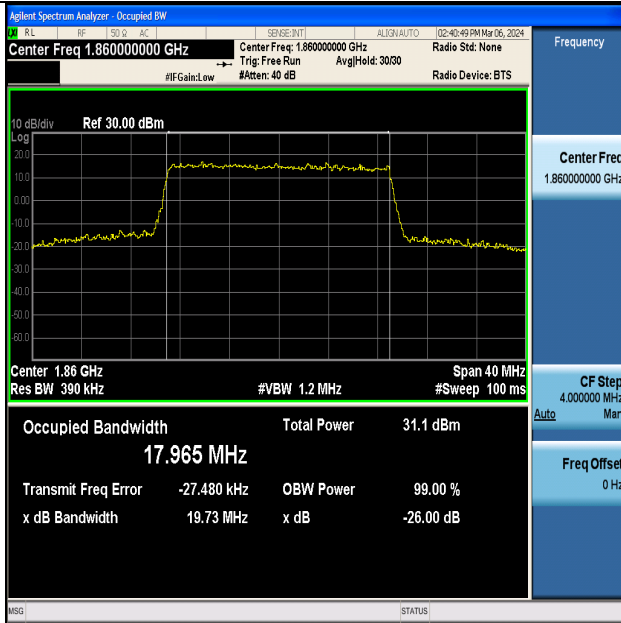 Agilent Spectrum Analyzer - Occupied BW
RL RF 50 Ω AC SENSE:INT ALIGNAUTO 02:40:49 PM Mar 06, 2024
Center Freq 1.860000000 GHz
Center Freq: 1.860000000 GHz
Radio Std: None
Trig: Free Run Avg|Hold: 30/30
#IFGain:Low
#Atten: 40 dB
Radio Device: BTS
Frequency
10 dB/div Ref 30.00 dBm
Log
20.0
10.0
0.00
-10.0
-20.0
-30.0
-40.0
-50.0
-60.0
Center 1.86 GHz
Span 40 MHz
Res BW 390 kHz
#VBW 1.2 MHz
#Sweep 100 ms
Occupied Bandwidth
17.965 MHz
Total Power 31.1 dBm
Transmit Freq Error -27.480 kHz OBW Power 99.00 %
x dB Bandwidth 19.73 MHz x dB -26.00 dB
Center Freq
1.860000000 GHz
CF Step
4.000000 MHz
Auto Man
Freq Offset
0 Hz
MSG
STATUS